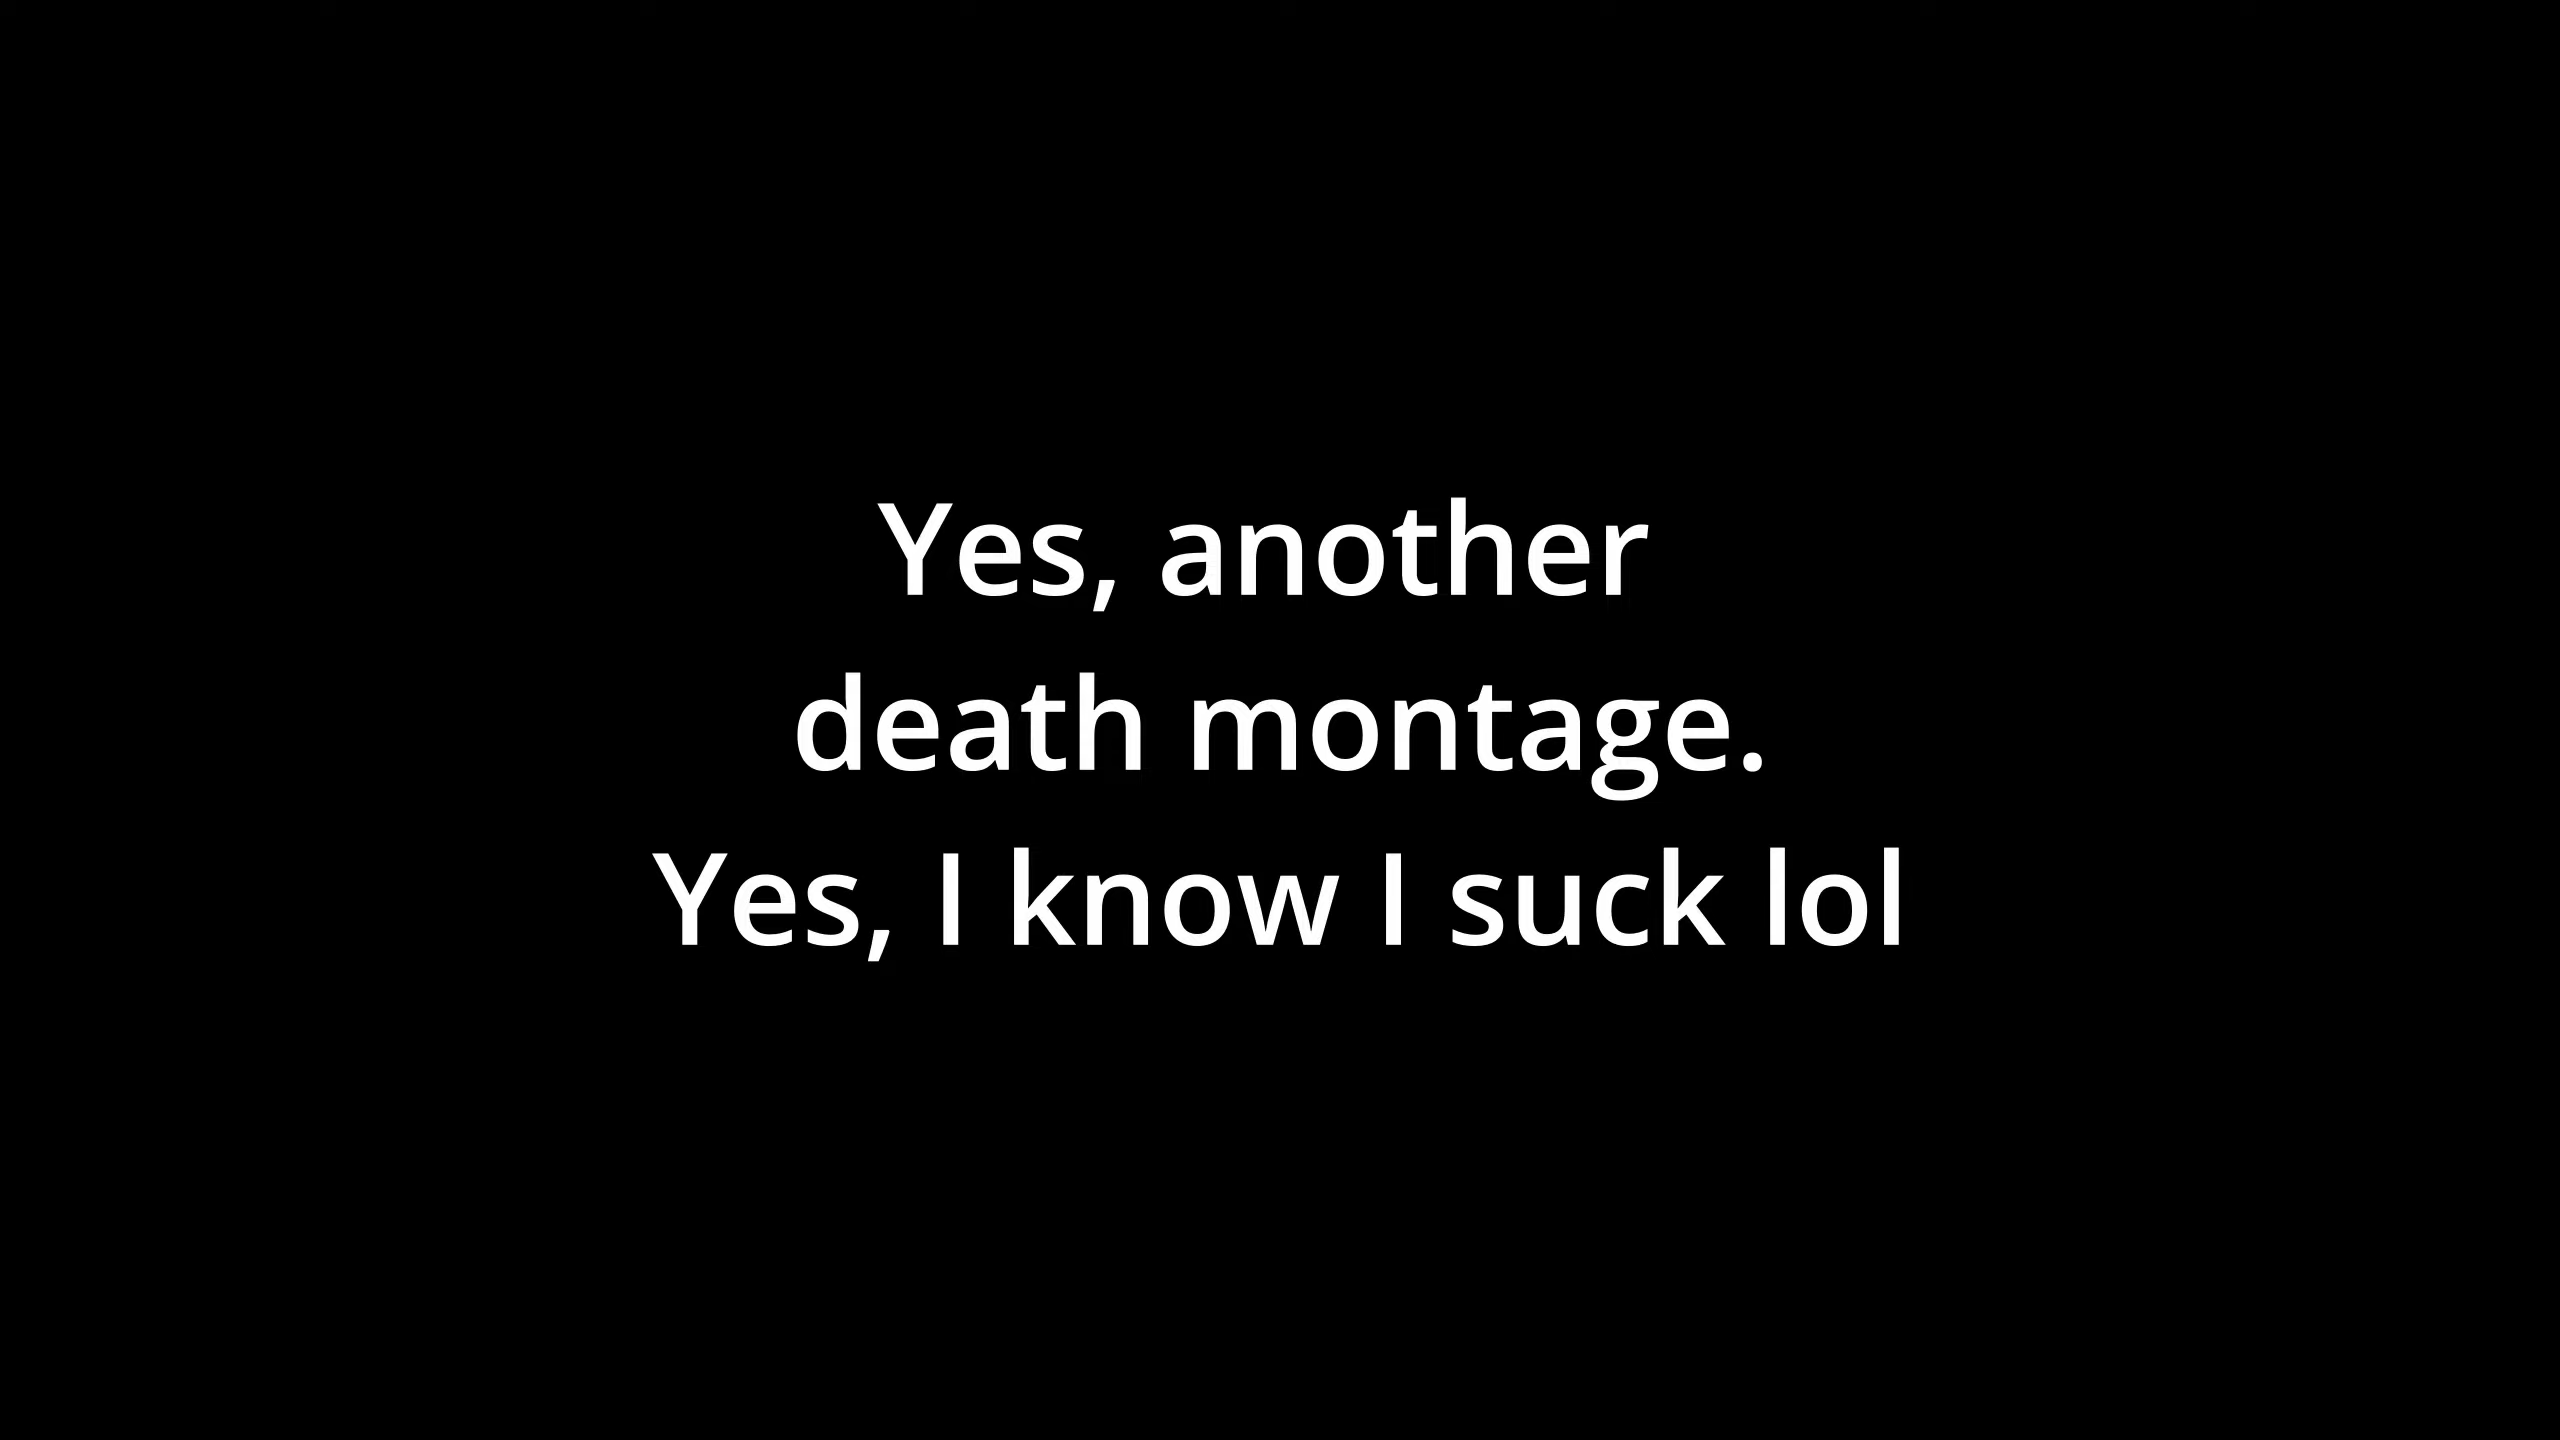 Yes, another
death montage.
Yes, I know I suck lol